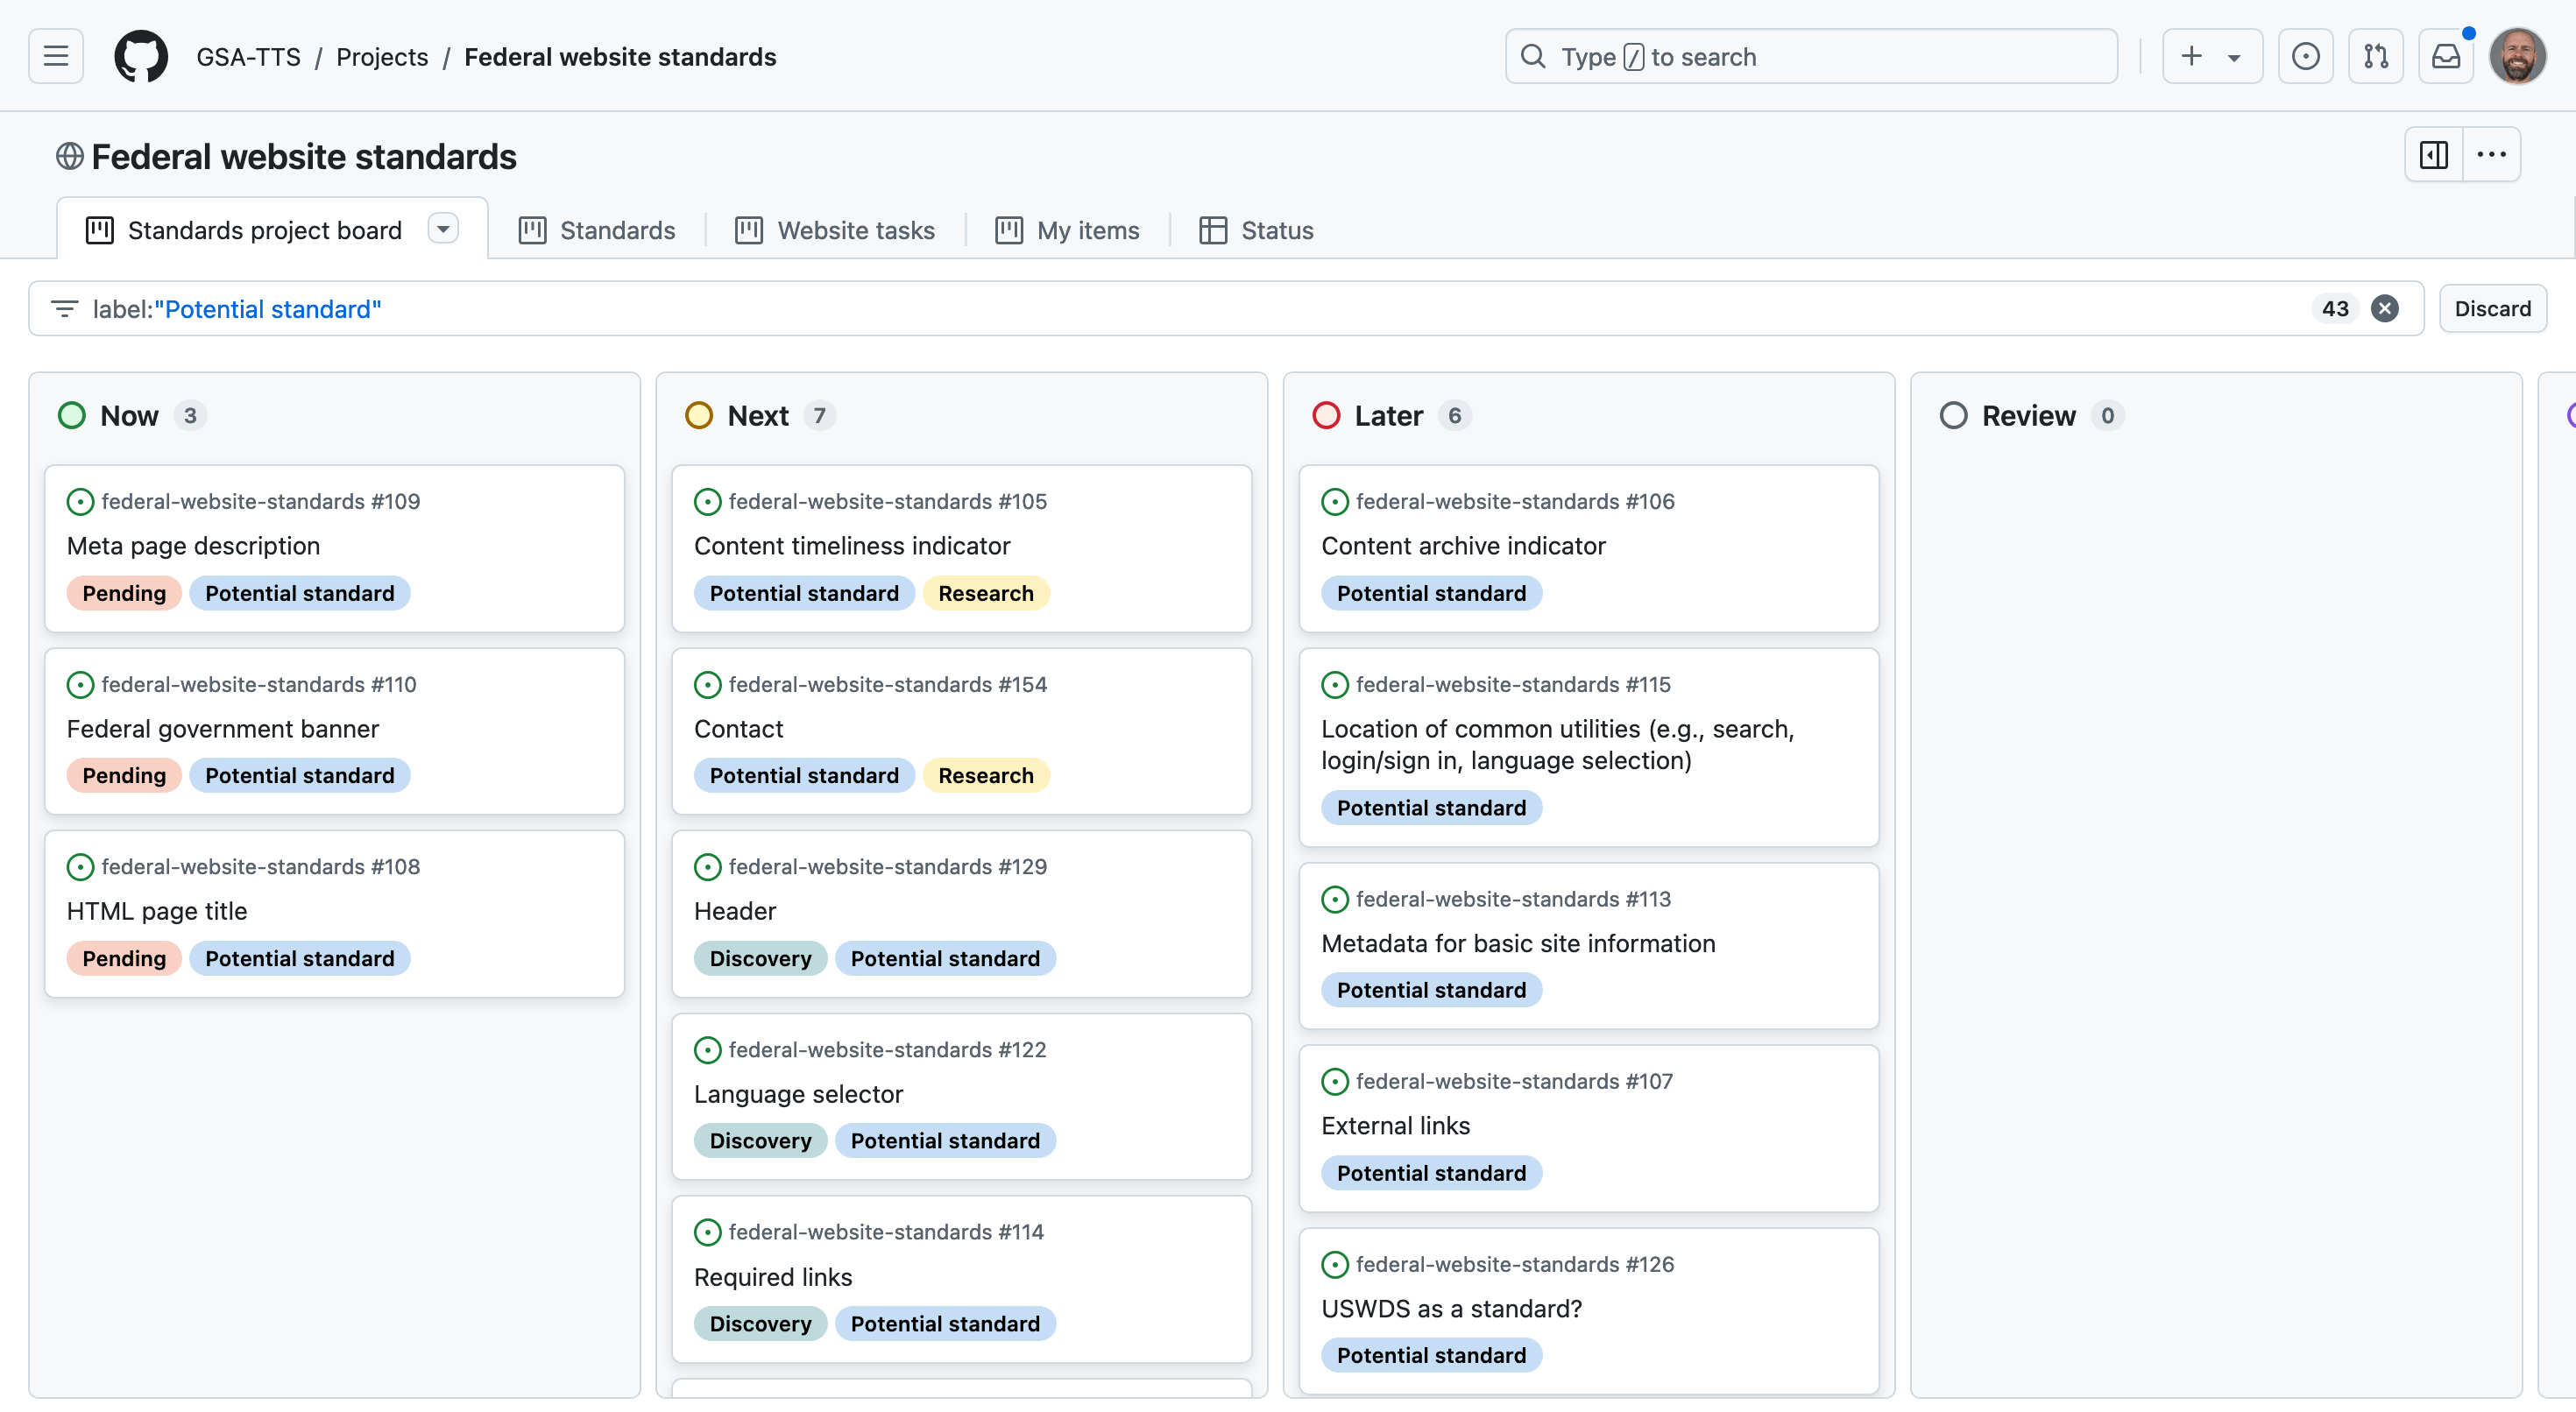 GSA-TTS / Projects / Federal website standards
Type / to search
Federal website standards
Standards project board
Standards
Website tasks
My items
Status
label:"Potential standard"
43
Discard
Now 3
federal-website-standards #109
Meta page description
Pending Potential standard
federal-website-standards #110
Federal government banner
Pending Potential standard
federal-website-standards #108
HTML page title
Pending Potential standard
Next 7
federal-website-standards #105
Content timeliness indicator
Potential standard Research
federal-website-standards #154
Contact
Potential standard Research
federal-website-standards #129
Header
Discovery Potential standard
federal-website-standards #122
Language selector
Discovery Potential standard
federal-website-standards #114
Required links
Discovery Potential standard
Later 6
federal-website-standards #106
Content archive indicator
Potential standard
federal-website-standards #115
Location of common utilities (e.g., search,
login/sign in, language selection)
Potential standard
federal-website-standards #113
Metadata for basic site information
Potential standard
federal-website-standards #107
External links
Potential standard
federal-website-standards #126
USWDS as a standard?
Potential standard
Review 0